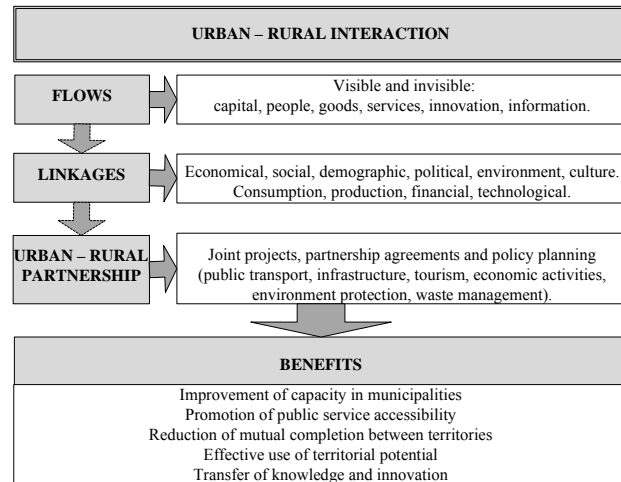 URBAN – RURAL INTERACTION
FLOWS
Visible and invisible:
capital, people, goods, services, innovation, information.
LINKAGES
Economical, social, demographic, political, environment, culture.
Consumption, production, financial, technological.
URBAN – RURAL
PARTNERSHIP
Joint projects, partnership agreements and policy planning
(public transport, infrastructure, tourism, economic activities,
environment protection, waste management).
BENEFITS
Improvement of capacity in municipalities
Promotion of public service accessibility
Reduction of mutual completion between territories
Effective use of territorial potential
Transfer of knowledge and innovation